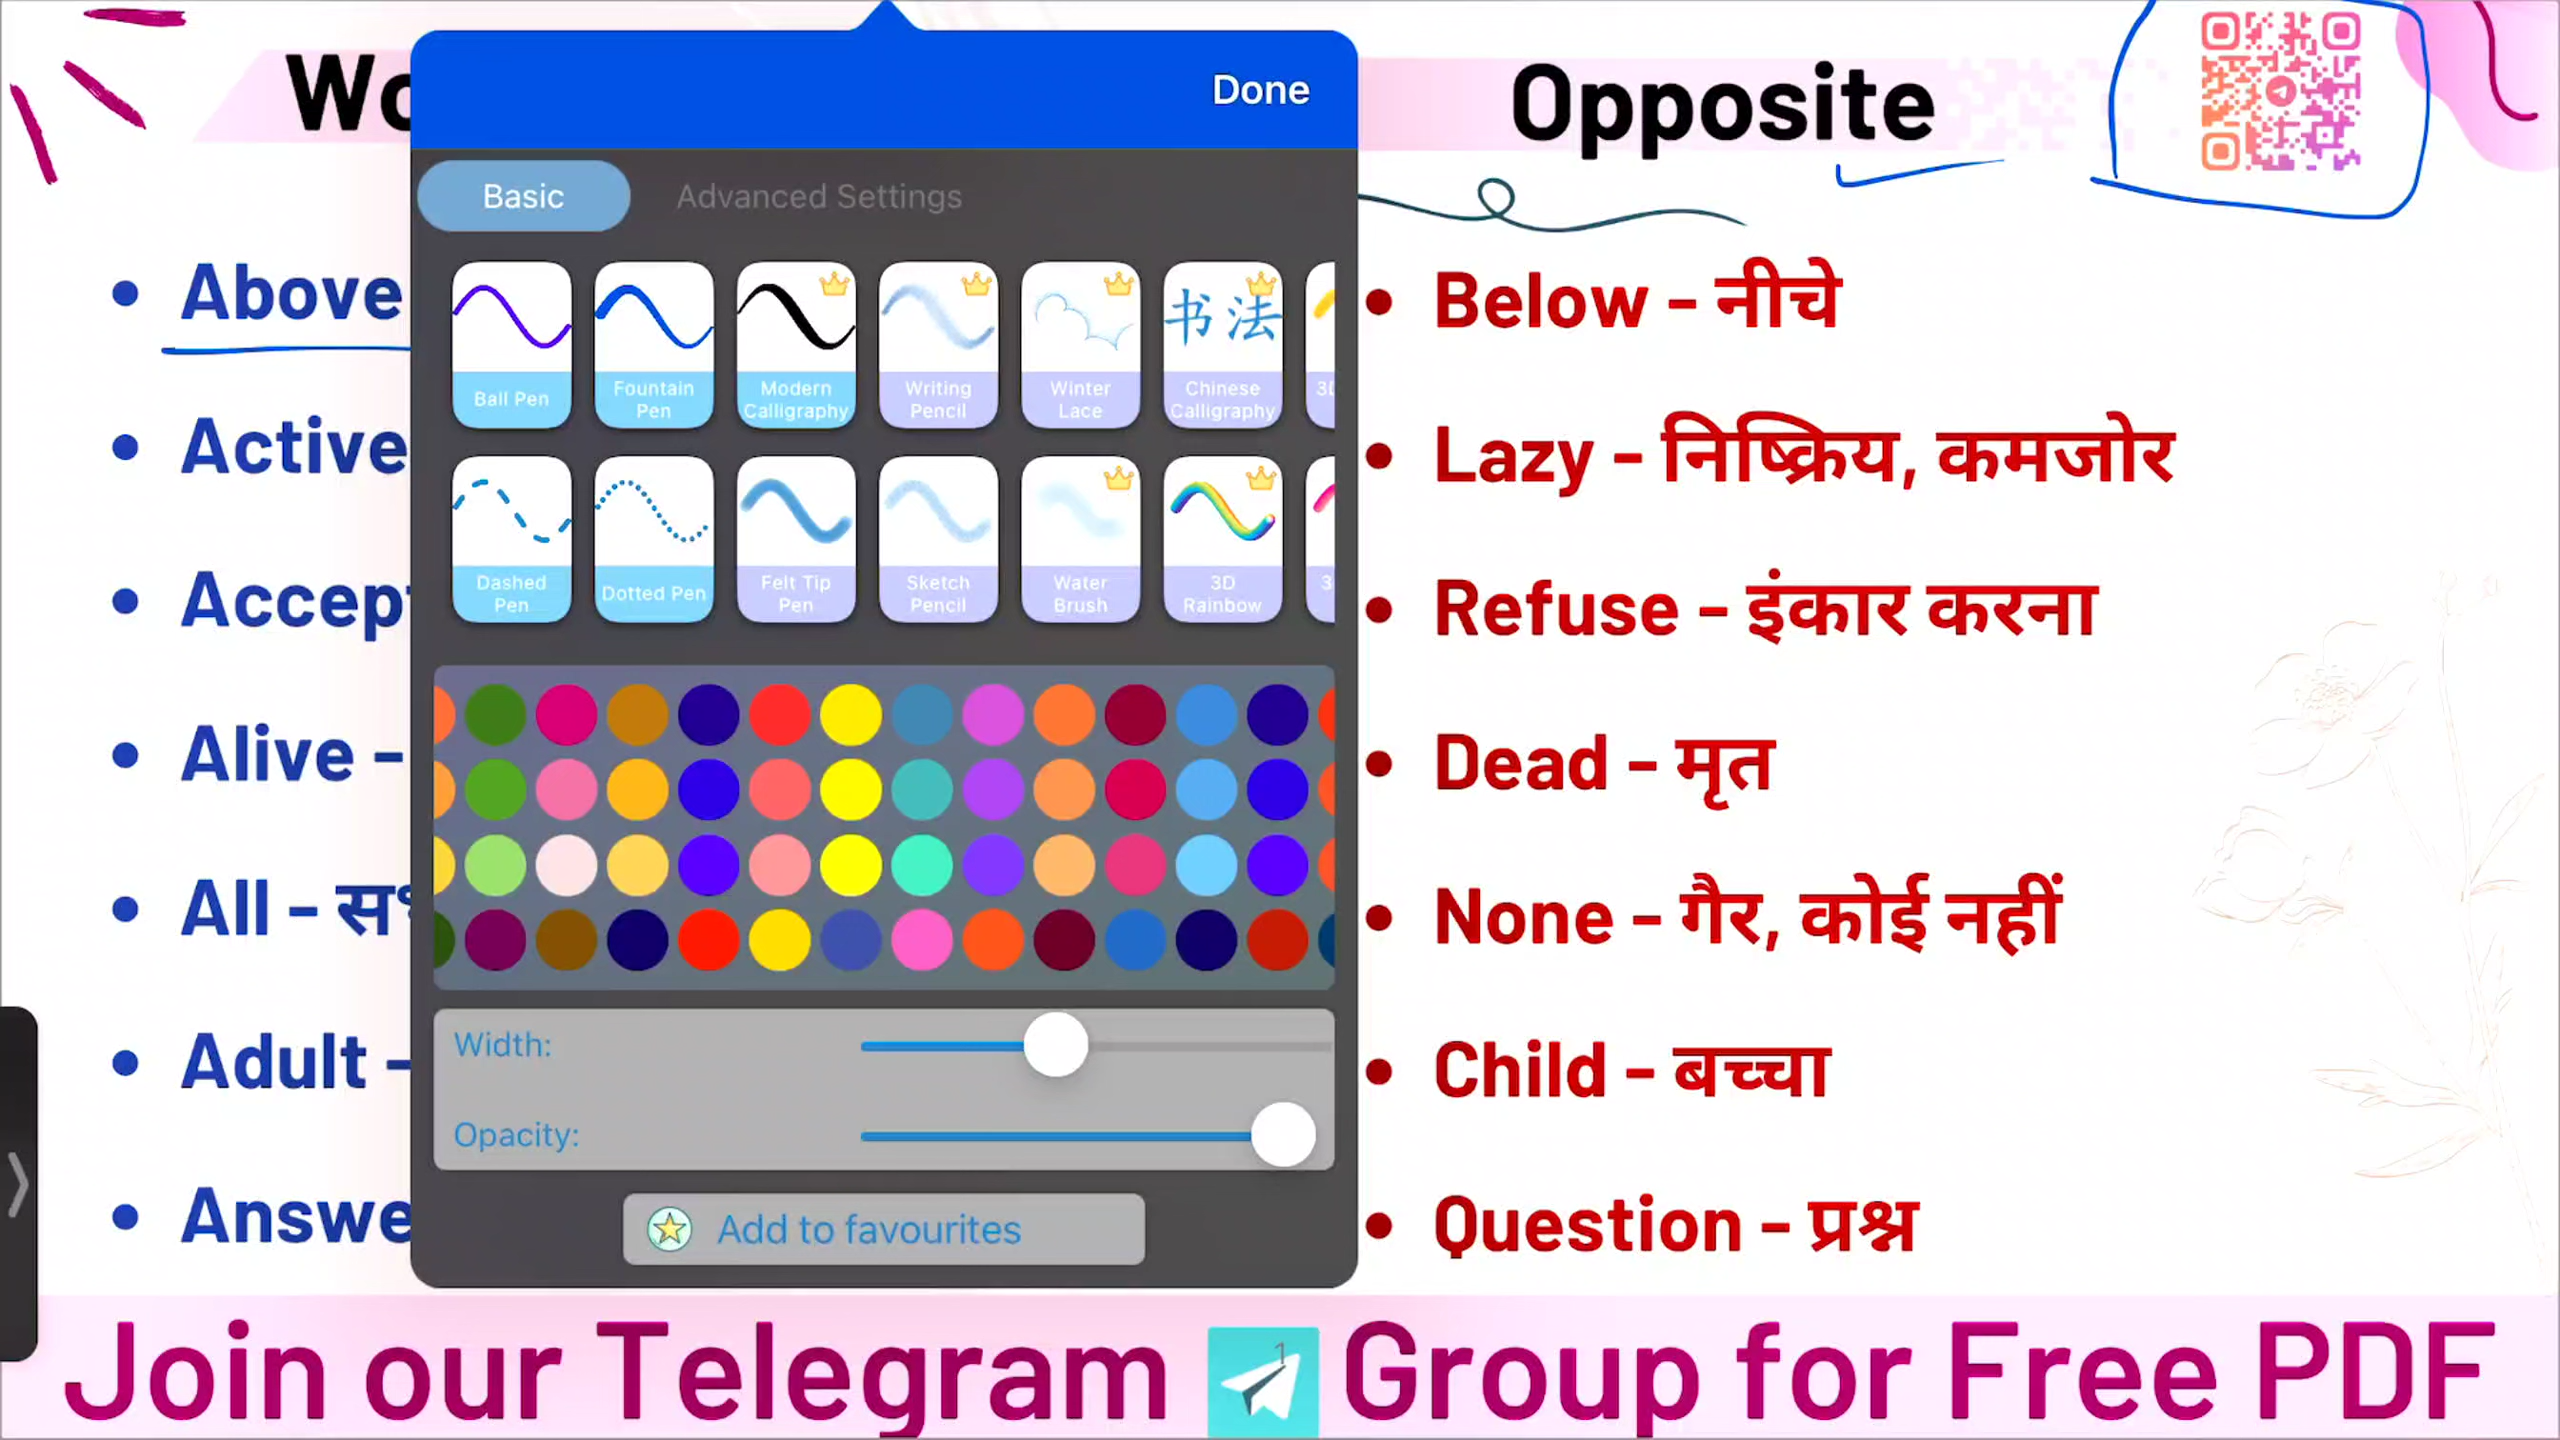 Wo
Opposite
Done
Basic
Advanced Settings
Ball Pen
Fountain Pen
Modern Calligraphy
Writing Pencil
Winter Lace
Chinese Calligraphy
书法
Dashed Pen
Dotted Pen
Felt Tip Pen
Sketch Pencil
Water Brush
3D Rainbow
Width:
Opacity:
Add to favourites
• Above
• Active
• Accep
• Alive -
• All -
• Adult -
• Answe
• Below - नीचे
• Lazy - निष्क्रिय, कमजोर
• Refuse - इंकार करना
• Dead - मृत
• None - गैर, कोई नहीं
• Child - बच्चा
• Question - प्रश्न
Join our Telegram Group for Free PDF
1